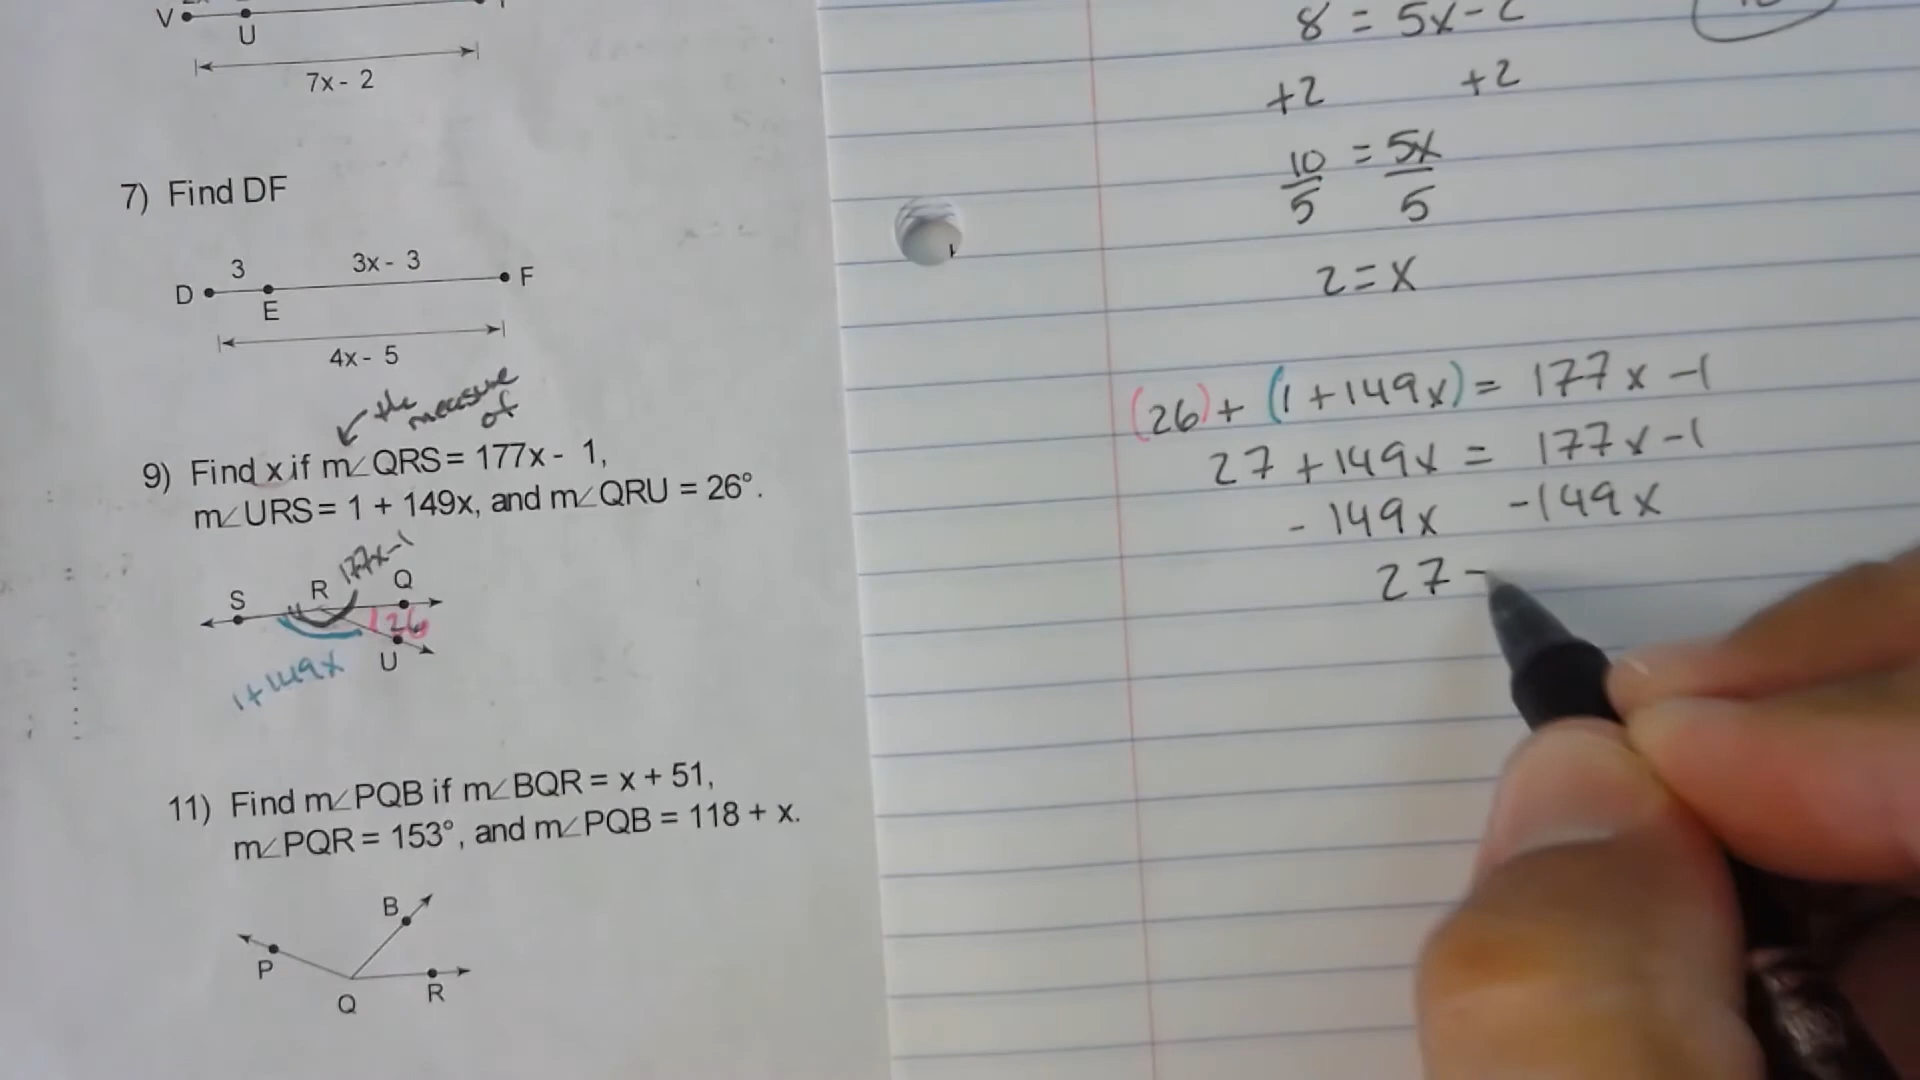 V U
7x - 2
7) Find DF
3 3x - 3
D E F
4x - 5
the
measure
of
9) Find x if m∠QRS = 177x - 1,
m∠URS = 1 + 149x, and m∠QRU = 26°.
177x-1
S R Q
26
U
1+149x
11) Find m∠PQB if m∠BQR = x + 51,
m∠PQR = 153°, and m∠PQB = 118 + x.
B
P
Q R
8 = 5x-2
+2 +2
10 = 5x
5 5
2 = x
(26) + (1 + 149x) = 177x - 1
27 + 149x = 177x - 1
- 149x - 149x
27 -